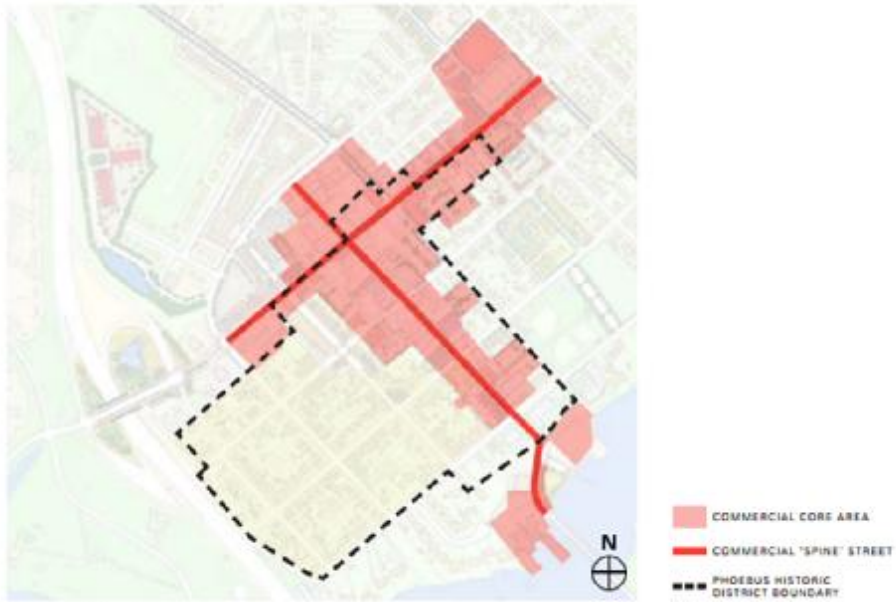 N
COMMERCIAL CORE AREA
COMMERCIAL "SPINE" STREET
PHOEBUS HISTORIC
DISTRICT BOUNDARY